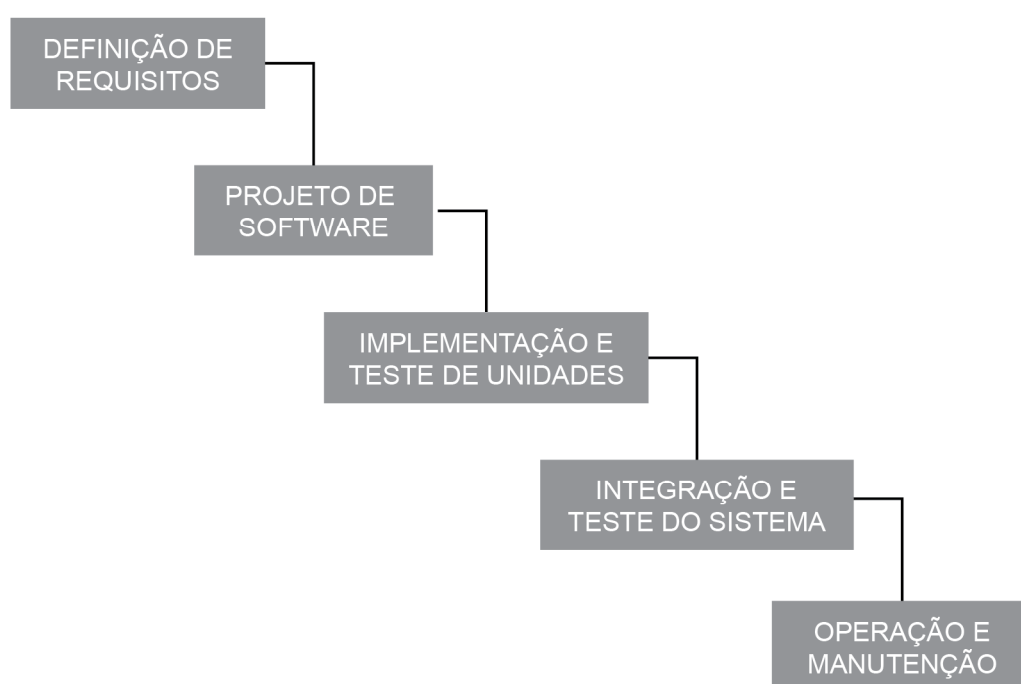 DEFINIÇÃO DE
REQUISITOS
PROJETO DE
SOFTWARE
IMPLEMENTAÇÃO E
TESTE DE UNIDADES
INTEGRAÇÃO E
TESTE DO SISTEMA
OPERAÇÃO E
MANUTENÇÃO